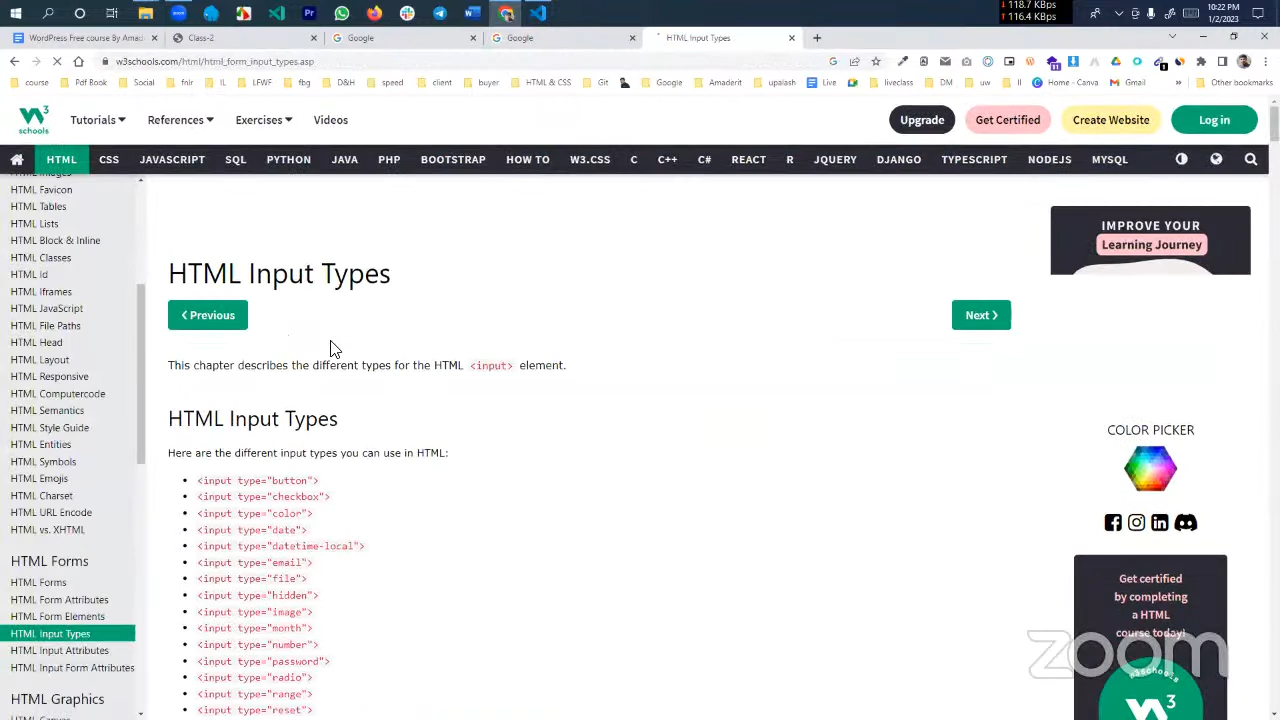 118.7 KBps
116.4 KBps
10:22 PM
1/2/2023
WordPress Free course By Amad
Class-2
Google
Google
HTML Input Types
w3schools.com/html/html_form_input_types.asp
course
Pdf Book
Social
fnir
IL
LFWF
fbg
D&H
speed
client
buyer
HTML & CSS
Git
Google
Amaderit
upalash
Live
liveclass
DM
uw
II
Home - Canva
Gmail
Other bookmarks
W3 schools
Tutorials
References
Exercises
Videos
Upgrade
Get Certified
Create Website
Log in
HTML CSS JAVASCRIPT SQL PYTHON JAVA PHP BOOTSTRAP HOW TO W3.CSS C C++ C# REACT R JQUERY DJANGO TYPESCRIPT NODEJS MYSQL
HTML Images
HTML Favicon
HTML Tables
HTML Lists
HTML Block & Inline
HTML Classes
HTML Id
HTML Iframes
HTML JavaScript
HTML File Paths
HTML Head
HTML Layout
HTML Responsive
HTML Computercode
HTML Semantics
HTML Style Guide
HTML Entities
HTML Symbols
HTML Emojis
HTML Charset
HTML URL Encode
HTML vs. XHTML
HTML Forms
HTML Forms
HTML Form Attributes
HTML Form Elements
HTML Input Types
HTML Input Attributes
HTML Input Form Attributes
HTML Graphics
HTML Canvas
HTML Input Types
❮ Previous
Next ❯
This chapter describes the different types for the HTML <input> element.
HTML Input Types
Here are the different input types you can use in HTML:
<input type="button">
<input type="checkbox">
<input type="color">
<input type="date">
<input type="datetime-local">
<input type="email">
<input type="file">
<input type="hidden">
<input type="image">
<input type="month">
<input type="number">
<input type="password">
<input type="radio">
<input type="range">
<input type="reset">
IMPROVE YOUR
Learning Journey
COLOR PICKER
Get certified
by completing
a HTML
course today!
w3schools
W3
zoom